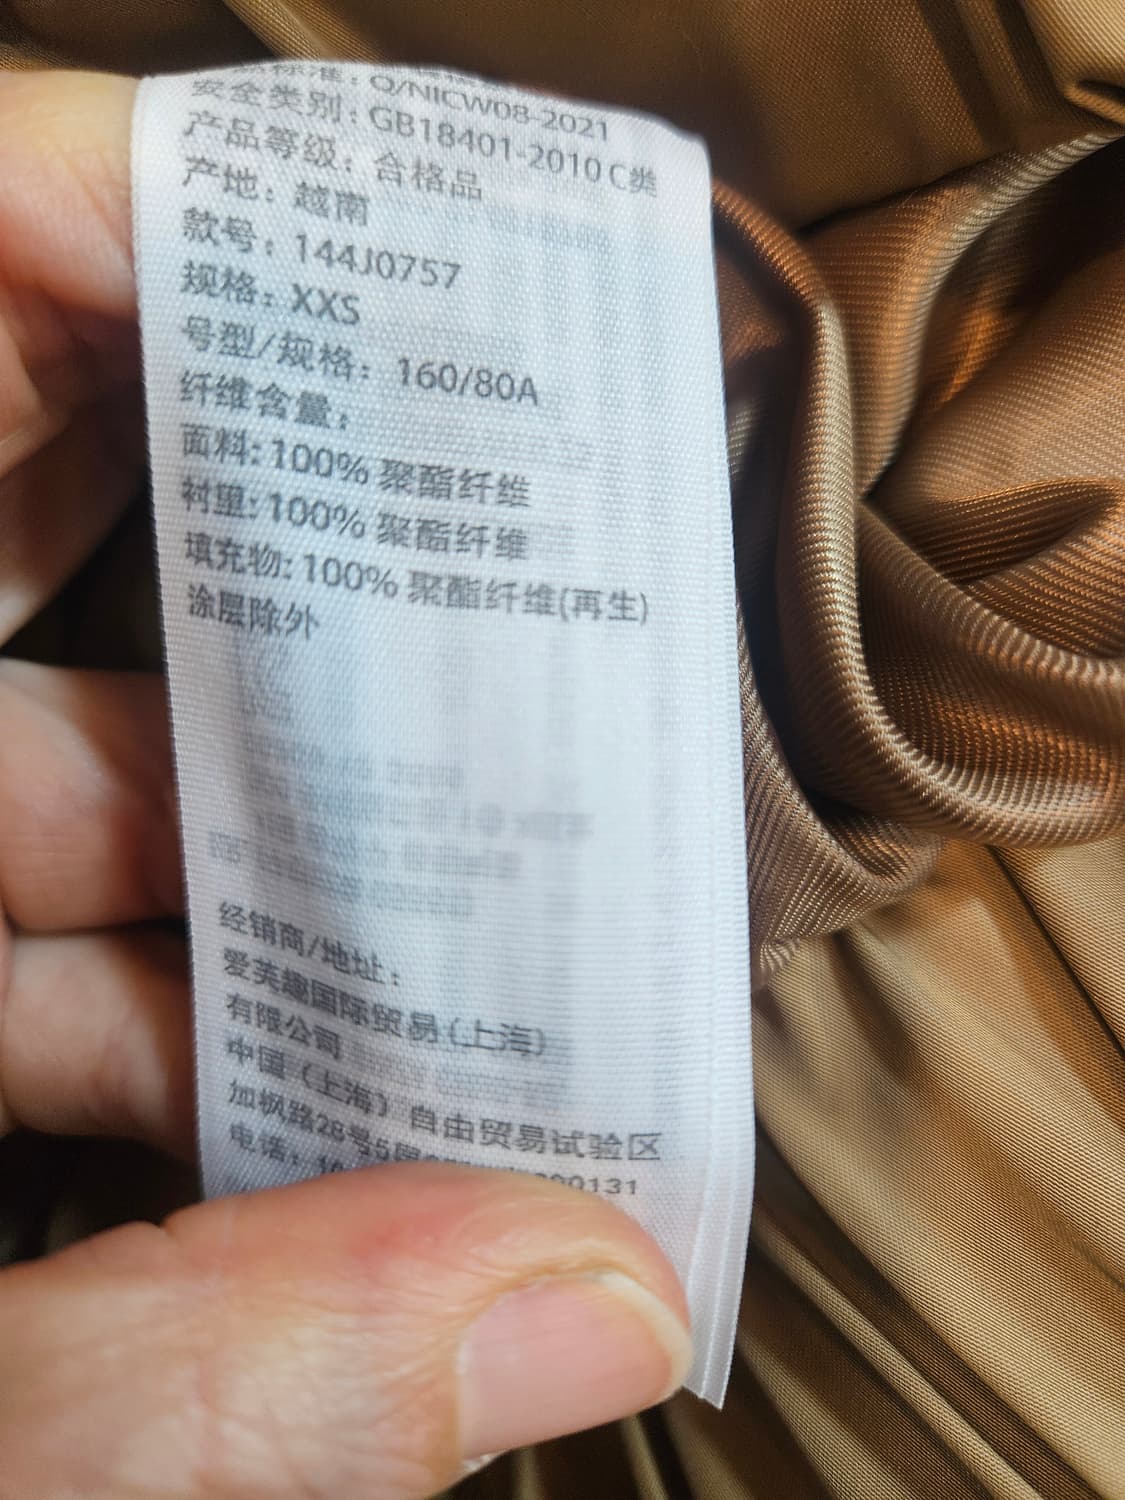 标准：Q/NICW08-2021
安全类别：GB18401-2010 C类
产品等级：合格品
产地：越南
款号：144J0757
规格：XXS
号型/规格：160/80A
纤维含量：
面料:100% 聚酯纤维
衬里:100% 聚酯纤维
填充物:100% 聚酯纤维(再生)
涂层除外
经销商/地址：
爱芙趣国际贸易(上海)
有限公司
中国（上海）自由贸易试验区
加枫路28号5层
电话：